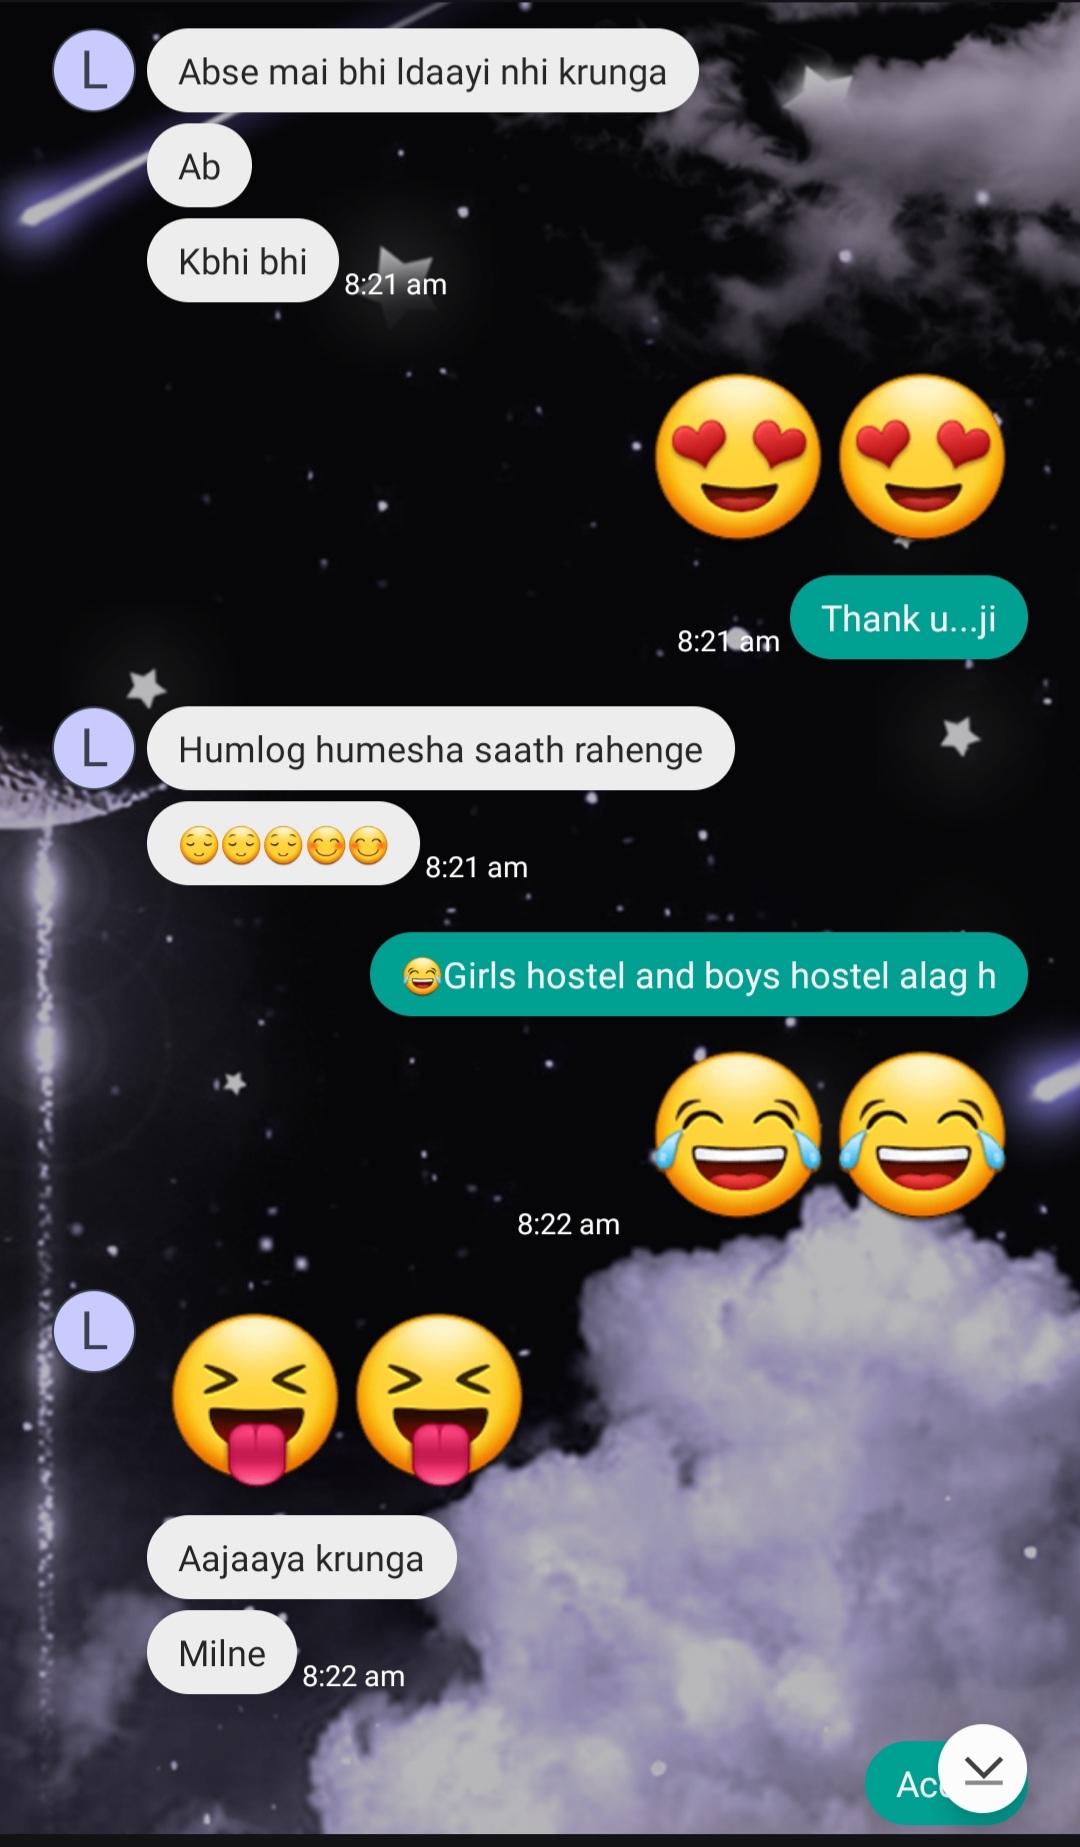 L
Abse mai bhi ldaayi nhi krunga
Ab
Kbhi bhi
8:21 am
😍😍
Thank u...ji
8:21 am
L
Humlog humesha saath rahenge
😌😌😌😊😊
8:21 am
😂Girls hostel and boys hostel alag h
😂😂
8:22 am
L
😝😝
Aajaaya krunga
Milne
8:22 am